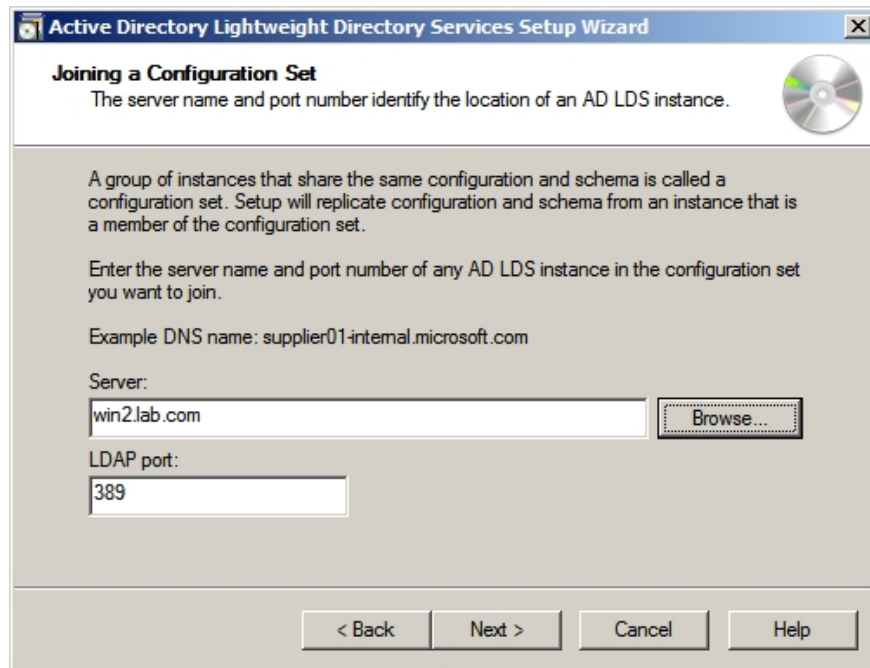 Active Directory Lightweight Directory Services Setup Wizard
Joining a Configuration Set
The server name and port number identify the location of an AD LDS instance.
A group of instances that share the same configuration and schema is called a
configuration set. Setup will replicate configuration and schema from an instance that is
a member of the configuration set.
Enter the server name and port number of any AD LDS instance in the configuration set
you want to join.
Example DNS name: supplier01-internal.microsoft.com
Server:
win2.lab.com
Browse...
LDAP port:
389
< Back
Next >
Cancel
Help